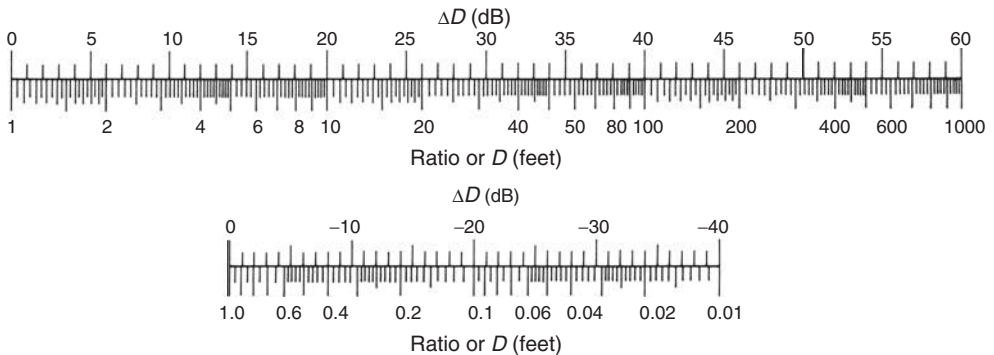 ΔD (dB)
0 5 10 15 20 25 30 35 40 45 50 55 60
1 2 4 6 8 10 20 40 50 80 100 200 400 600 1000
Ratio or D (feet)
ΔD (dB)
0 −10 −20 −30 −40
1.0 0.6 0.4 0.2 0.1 0.06 0.04 0.02 0.01
Ratio or D (feet)